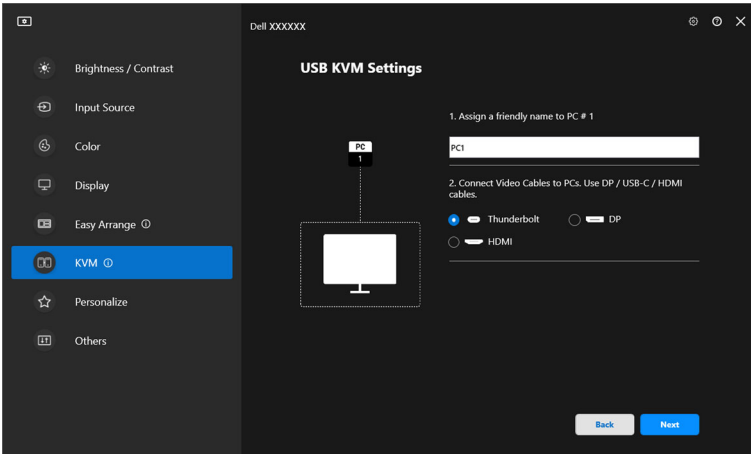 Dell XXXXXX
Brightness / Contrast
Input Source
Color
Display
Easy Arrange
KVM
Personalize
Others
USB KVM Settings
PC
1
1. Assign a friendly name to PC # 1
PC1
2. Connect Video Cables to PCs. Use DP / USB-C / HDMI
cables.
Thunderbolt
DP
HDMI
Back
Next